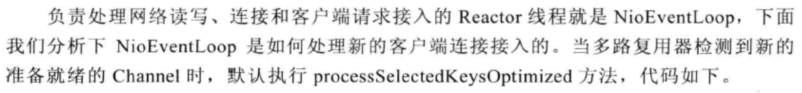 负责处理网络读写、连接和客户端请求接入的 Reactor 线程就是 NioEventLoop，下面
我们分析下 NioEventLoop 是如何处理新的客户端连接接入的。当多路复用器检测到新的
准备就绪的 Channel 时，默认执行 processSelectedKeysOptimized 方法，代码如下。